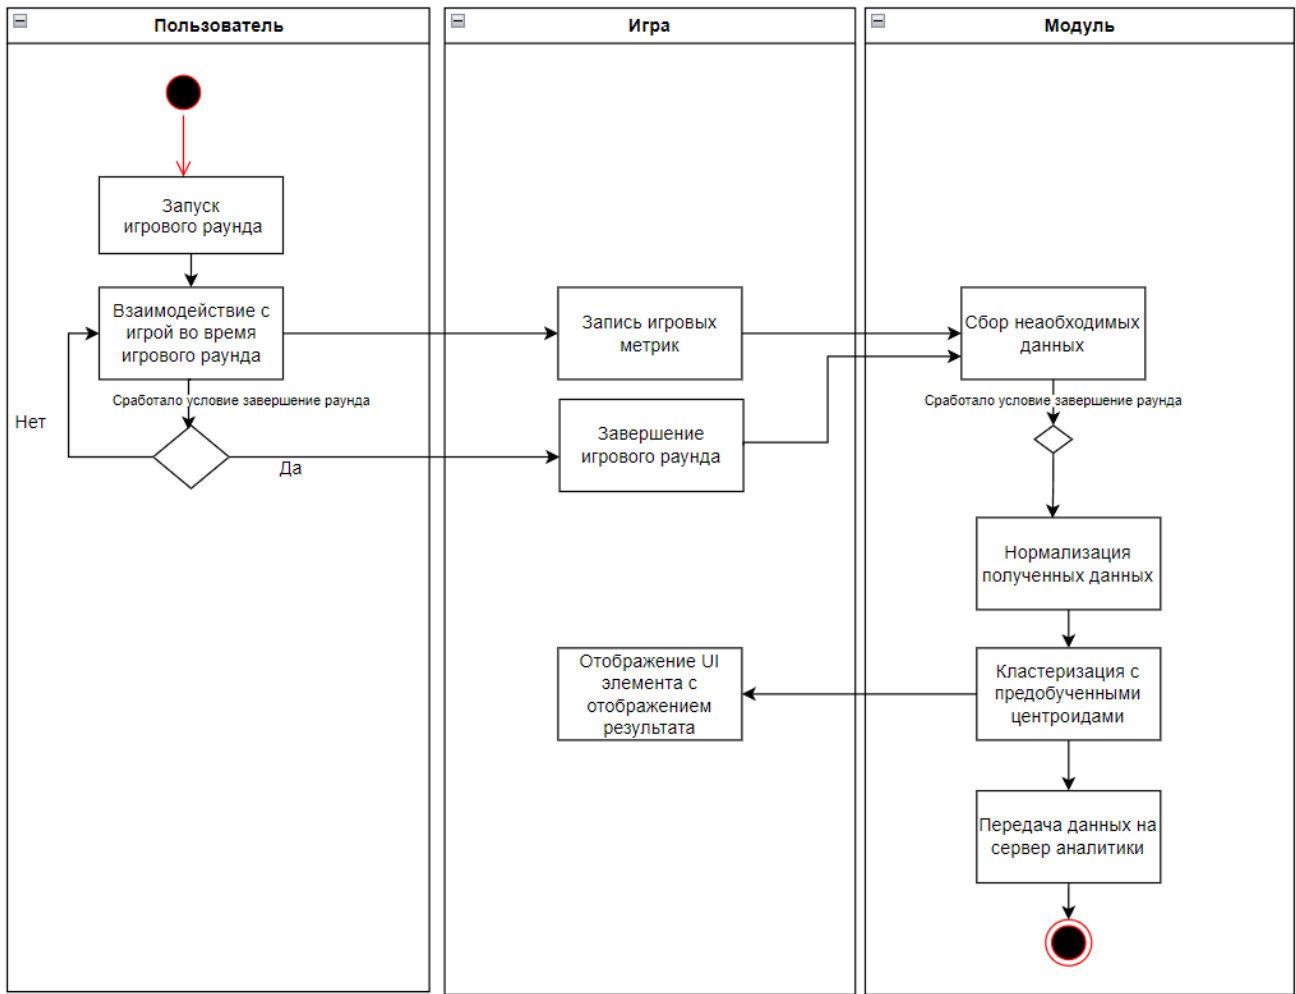 Пользователь
Игра
Модуль
Запуск
игрового раунда
Взаимодействие с
игрой во время
игрового раунда
Запись игровых
метрик
Сбор неаобходимых
данных
Сработало условие завершение раунда
Сработало условие завершение раунда
Нет
Да
Завершение
игрового раунда
Нормализация
полученных данных
Отображение UI
элемента с
отображением
результата
Кластеризация с
предобученными
центроидами
Передача данных на
сервер аналитики